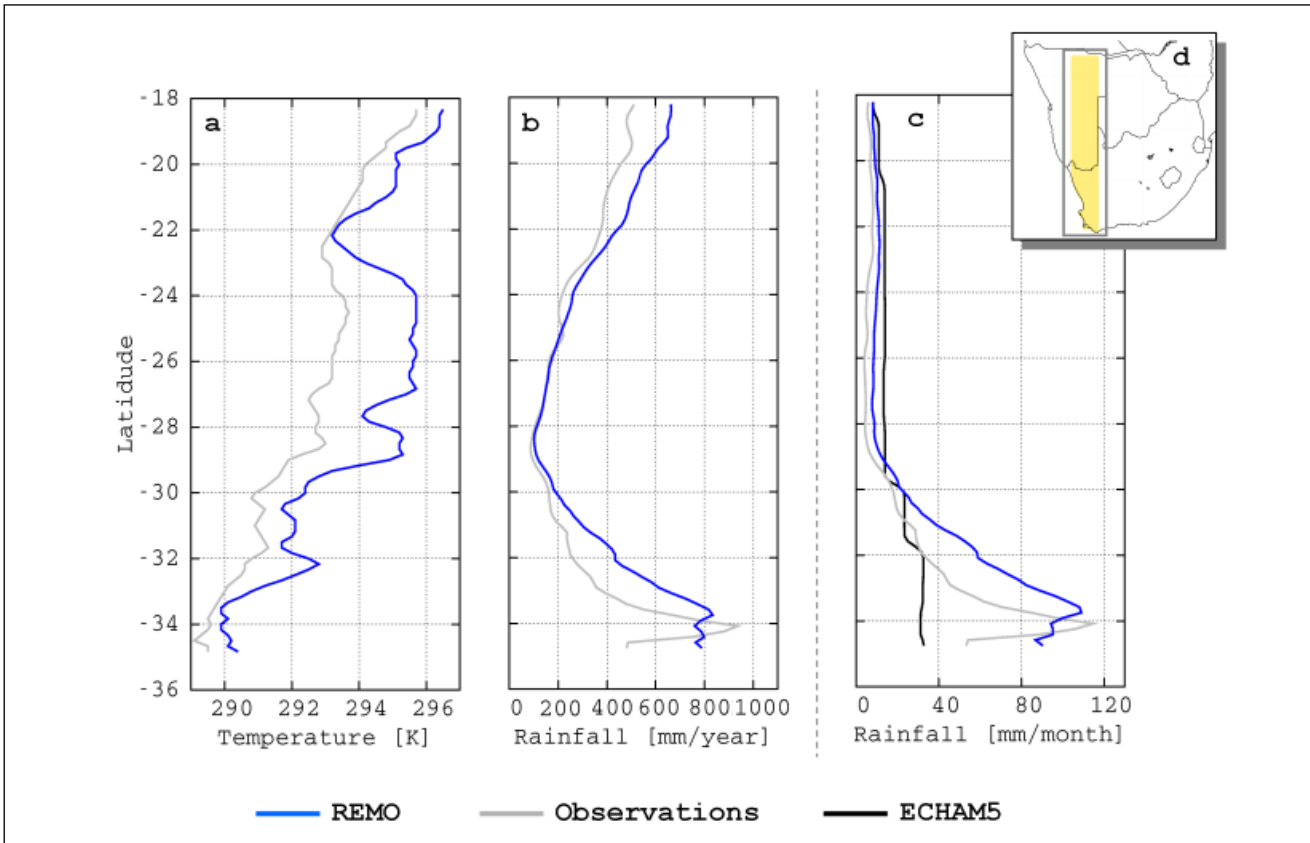 d
-18
a
b
c
-20
-22
-24
Latidude
-26
-28
-30
-32
-34
-36
290 292 294 296
0 200 400 600 800 1000
0 40 80 120
Temperature [K]
Rainfall [mm/year]
Rainfall [mm/month]
REMO Observations ECHAM5